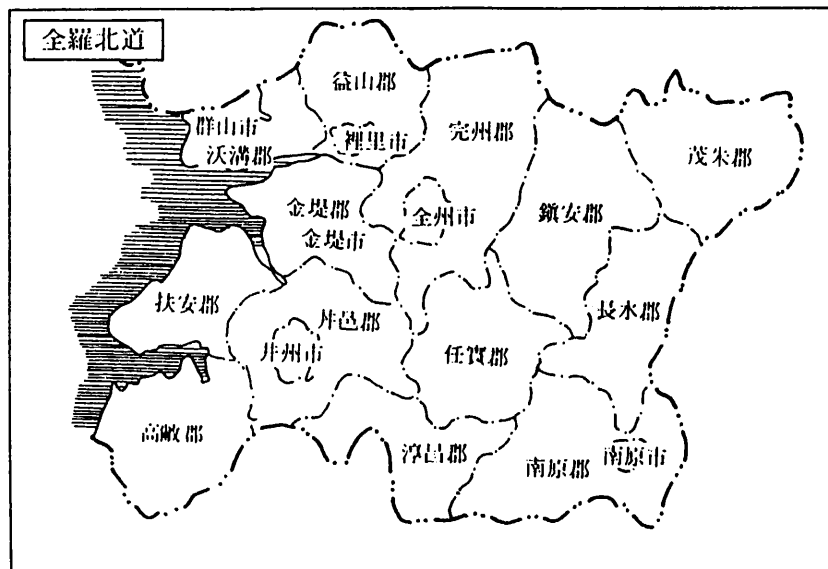 全羅北道
益山郡
群山市
沃溝郡
裡里市
完州郡
茂朱郡
金堤郡
金堤市
全州市
鎭安郡
扶安郡
井邑郡
井州市
任實郡
長水郡
高敞郡
淳昌郡
南原郡
南原市